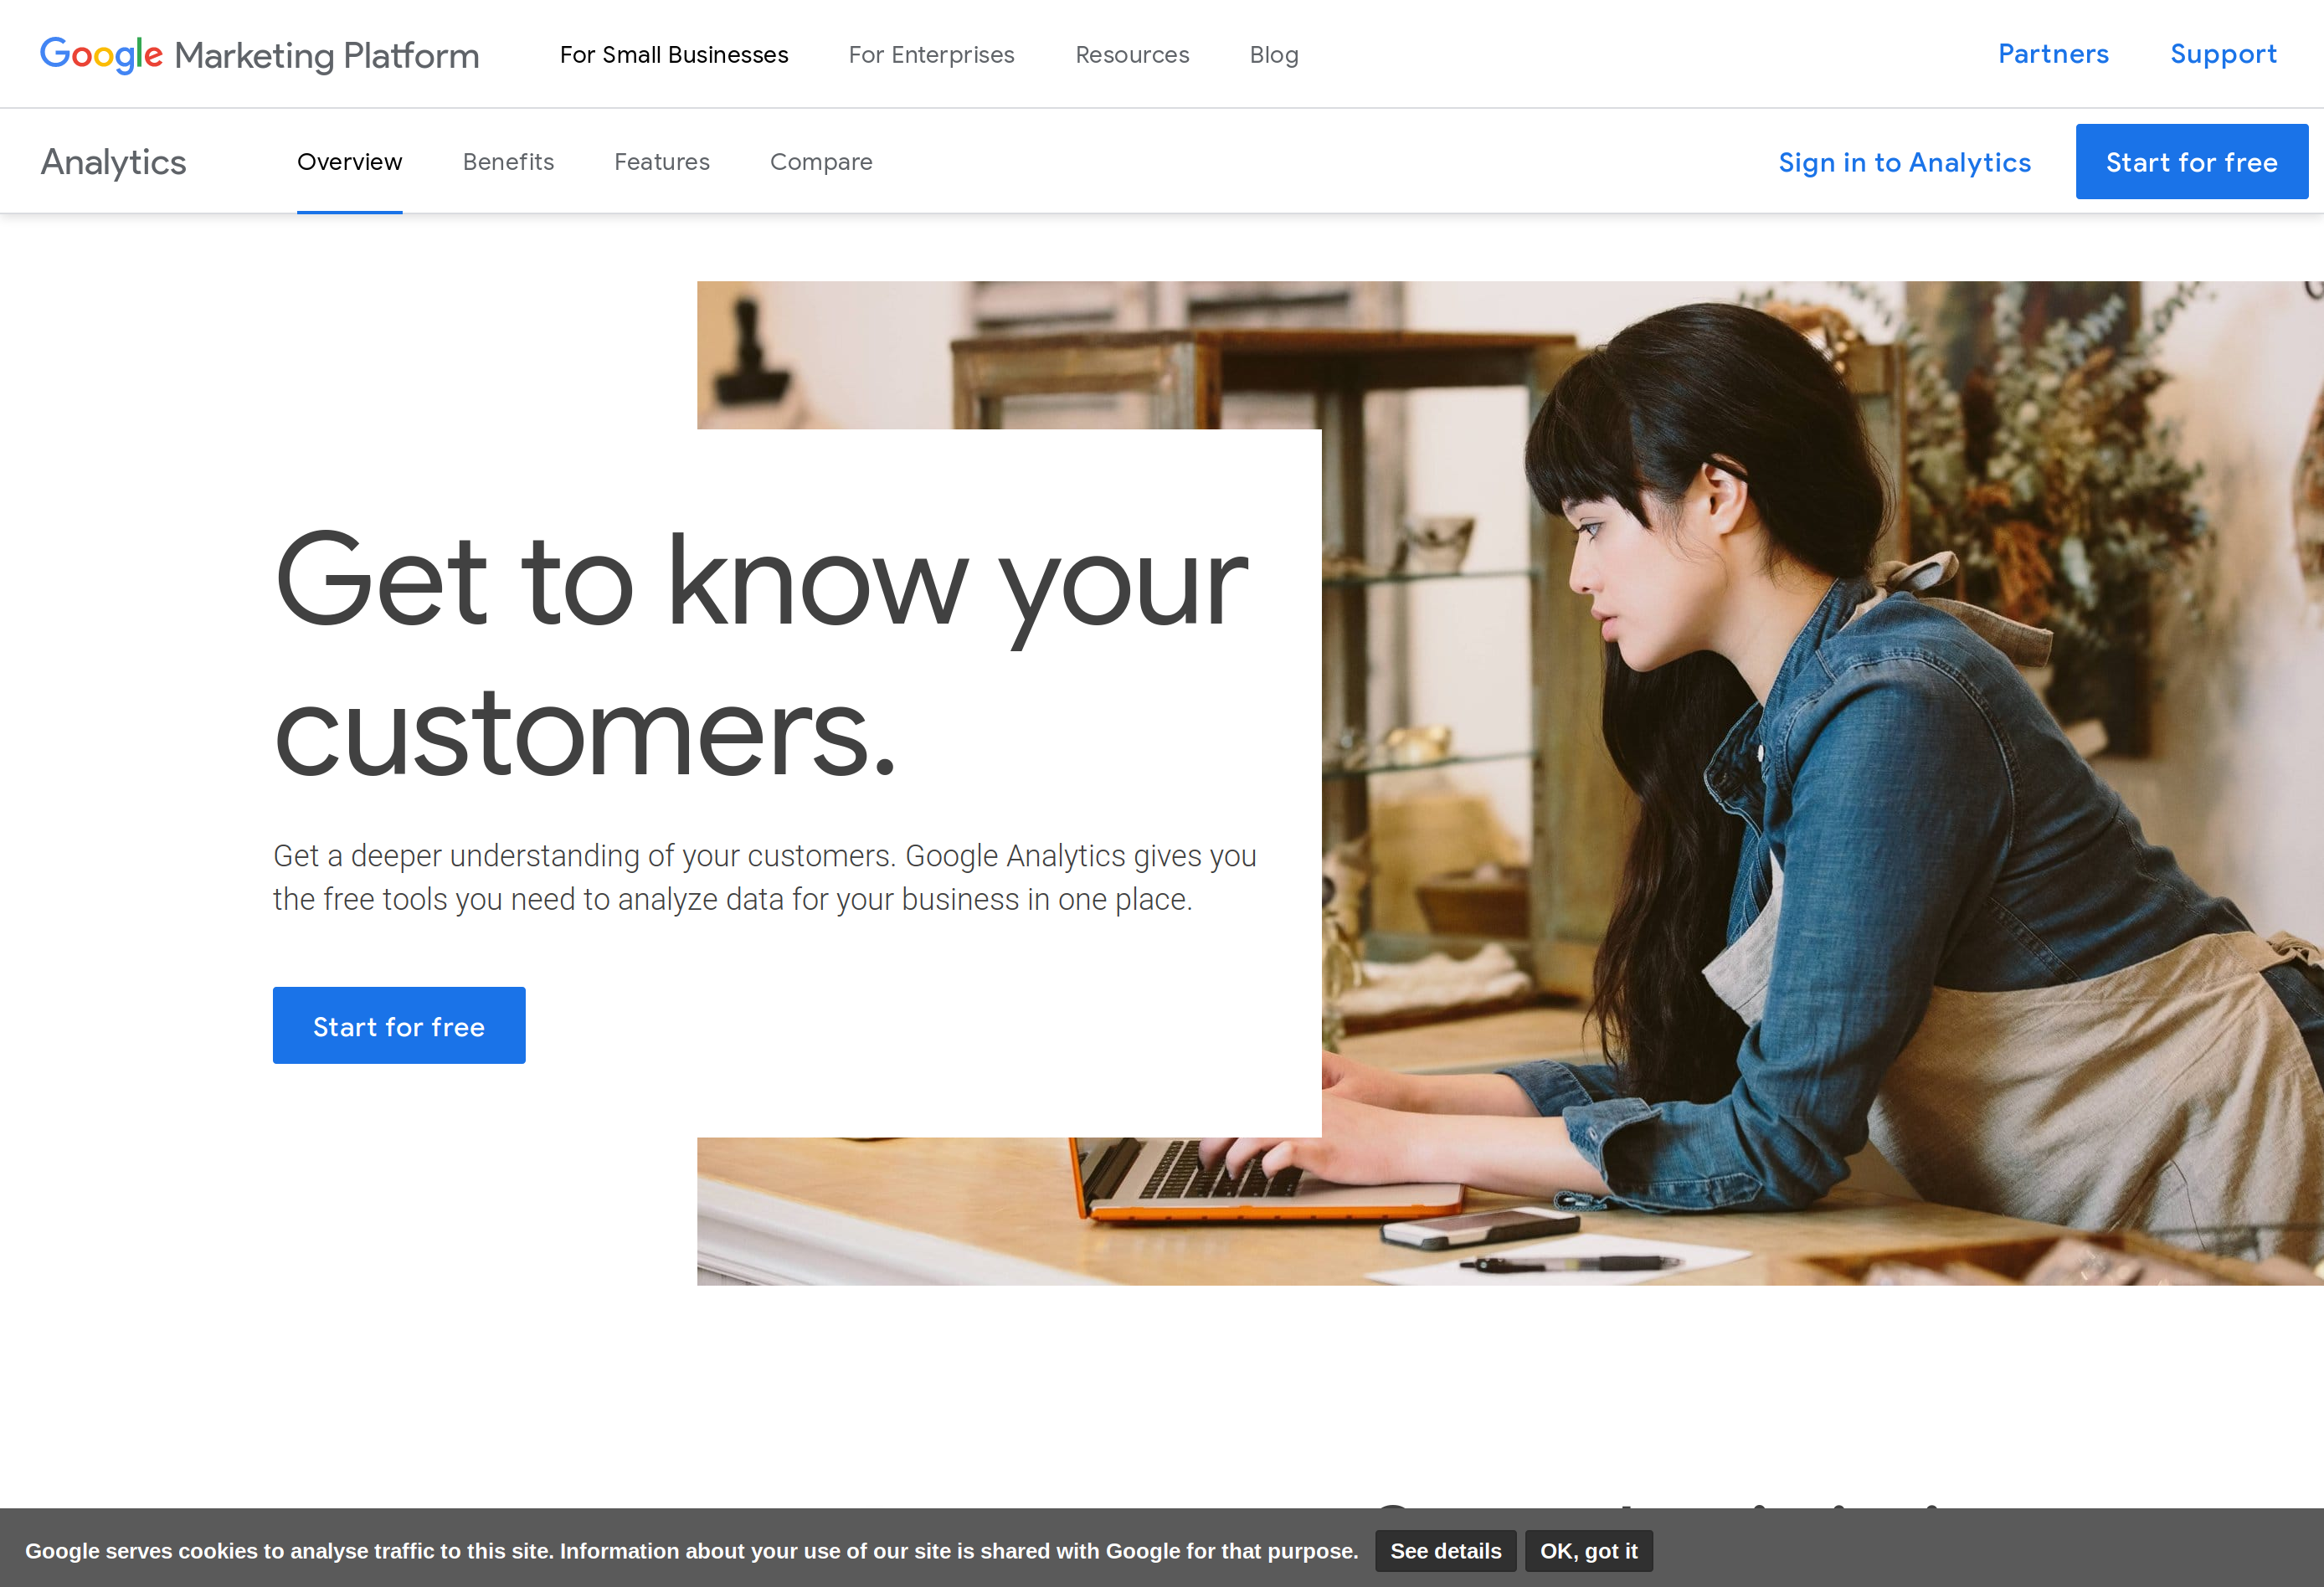 Google Marketing Platform
For Small Businesses
For Enterprises
Resources
Blog
Partners
Support
Analytics
Overview
Benefits
Features
Compare
Sign in to Analytics
Start for free
Get to know your
customers.
Get a deeper understanding of your customers. Google Analytics gives you
the free tools you need to analyze data for your business in one place.
Start for free
Google serves cookies to analyse traffic to this site. Information about your use of our site is shared with Google for that purpose.
See details
OK, got it